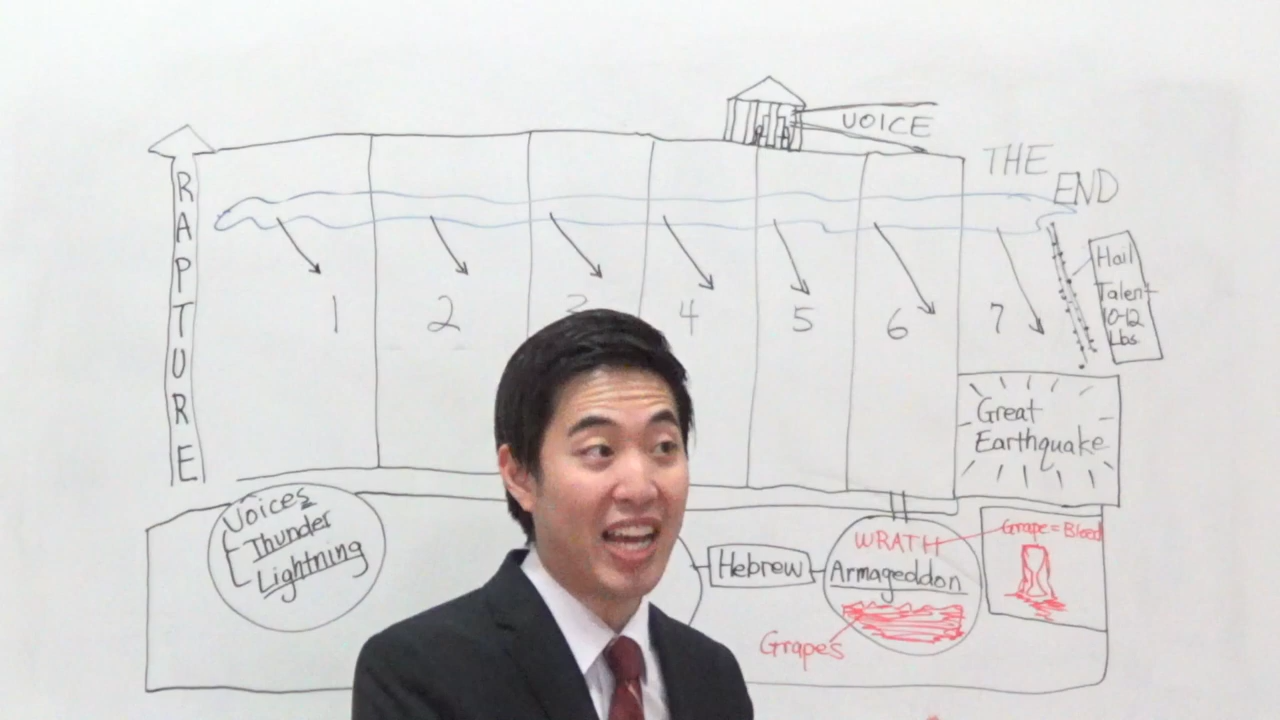 VOICE
THE
END
RAPTURE
1
2
3
4
5
6
7
Hail
Talent
10-12
Lbs.
Great
Earthquake
Voices
Thunder
Lightning
Hebrew
WRATH
Armageddon
Grapes
Grape=Blood